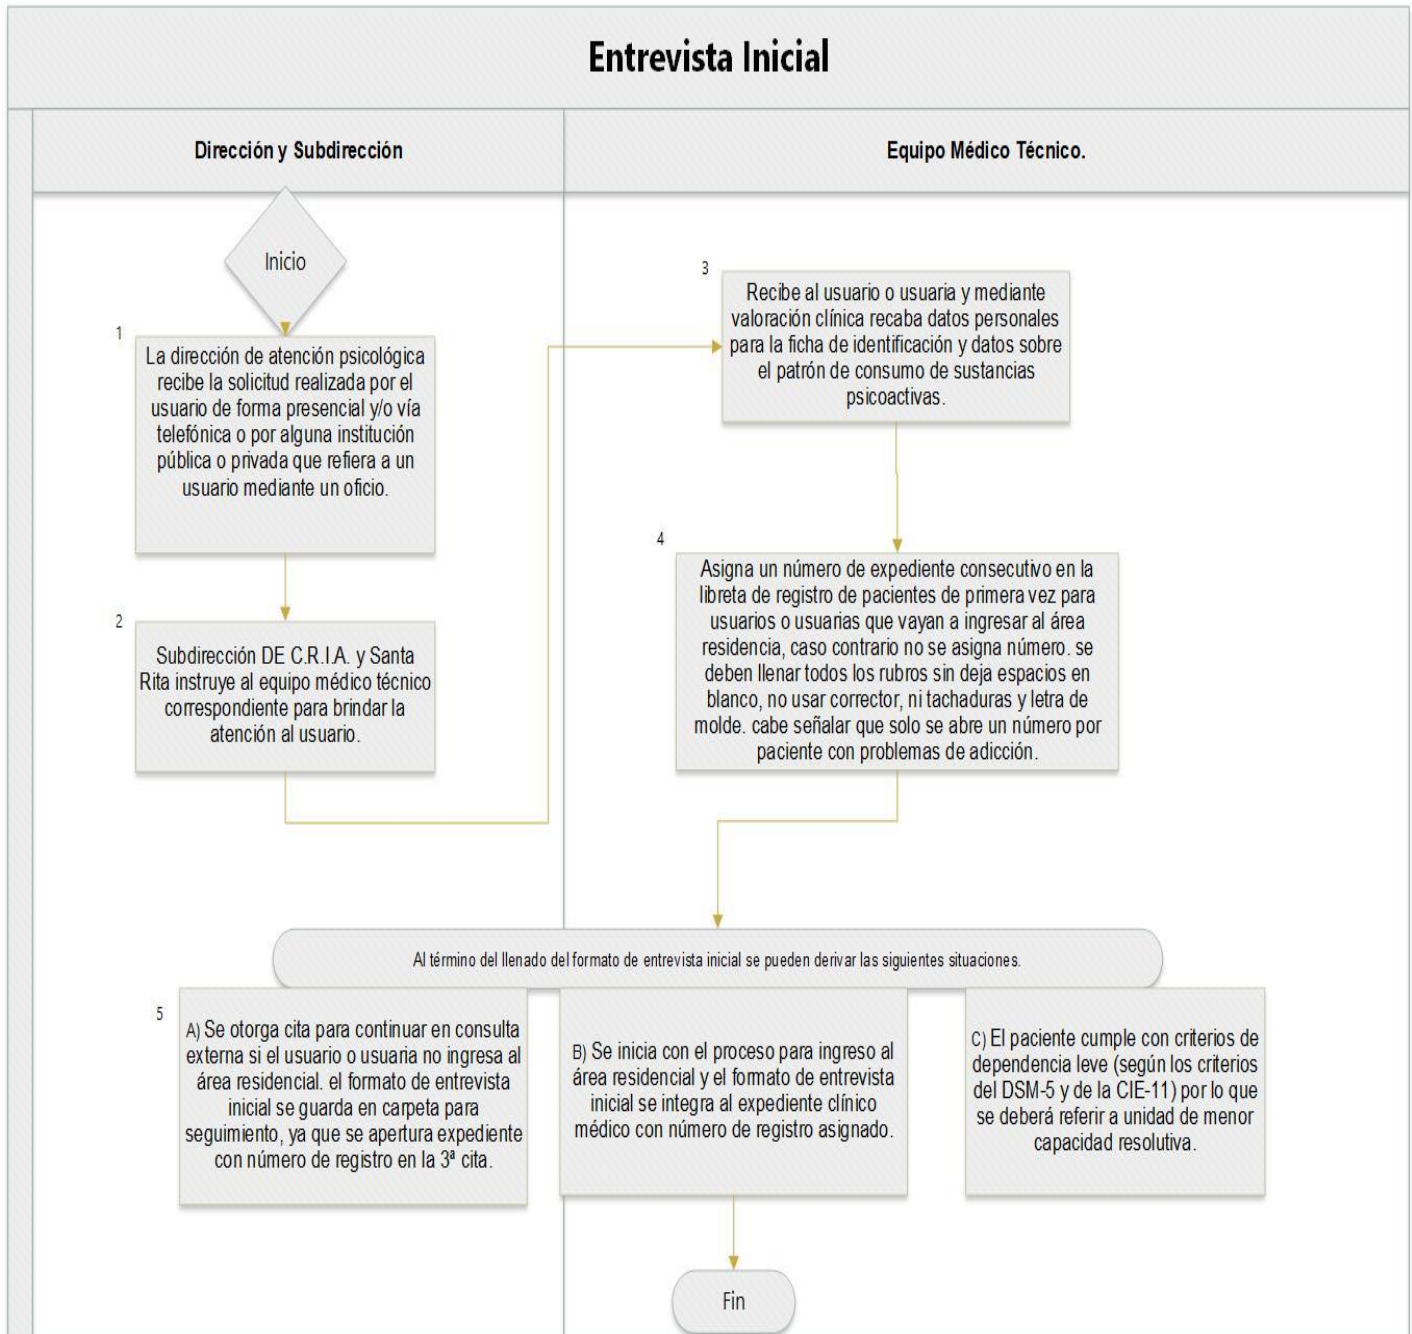 Entrevista Inicial
Dirección y Subdirección
Equipo Médico Técnico.
Inicio
1
La dirección de atención psicológica
recibe la solicitud realizada por el
usuario de forma presencial y/o vía
telefónica o por alguna institución
pública o privada que refiera a un
usuario mediante un oficio.
2
Subdirección DE C.R.I.A. y Santa
Rita instruye al equipo médico técnico
correspondiente para brindar la
atención al usuario.
3
Recibe al usuario o usuaria y mediante
valoración clínica recaba datos personales
para la ficha de identificación y datos sobre
el patrón de consumo de sustancias
psicoactivas.
4
Asigna un número de expediente consecutivo en la
libreta de registro de pacientes de primera vez para
usuarios o usuarias que vayan a ingresar al área
residencia, caso contrario no se asigna número. se
deben llenar todos los rubros sin deja espacios en
blanco, no usar corrector, ni tachaduras y letra de
molde. cabe señalar que solo se abre un número por
paciente con problemas de adicción.
Al término del llenado del formato de entrevista inicial se pueden derivar las siguientes situaciones.
5
A) Se otorga cita para continuar en consulta
externa si el usuario o usuaria no ingresa al
área residencial. el formato de entrevista
inicial se guarda en carpeta para
seguimiento, ya que se apertura expediente
con número de registro en la 3ª cita.
B) Se inicia con el proceso para ingreso al
área residencial y el formato de entrevista
inicial se integra al expediente clínico
médico con número de registro asignado.
C) El paciente cumple con criterios de
dependencia leve (según los criterios
del DSM-5 y de la CIE-11) por lo que
se deberá referir a unidad de menor
capacidad resolutiva.
Fin